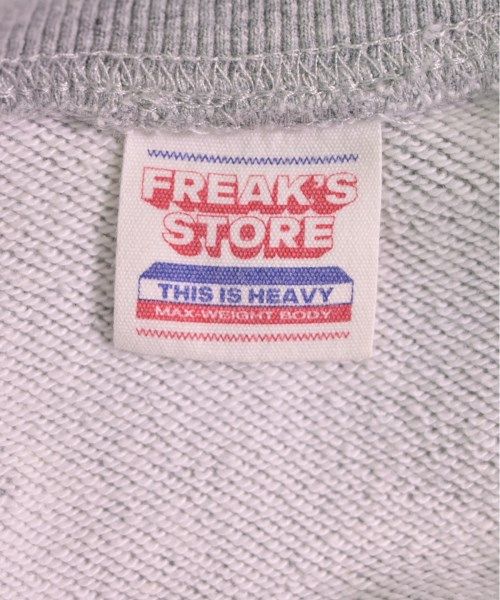 FREAK'S
STORE
THIS IS HEAVY
MAX-WEIGHT BODY